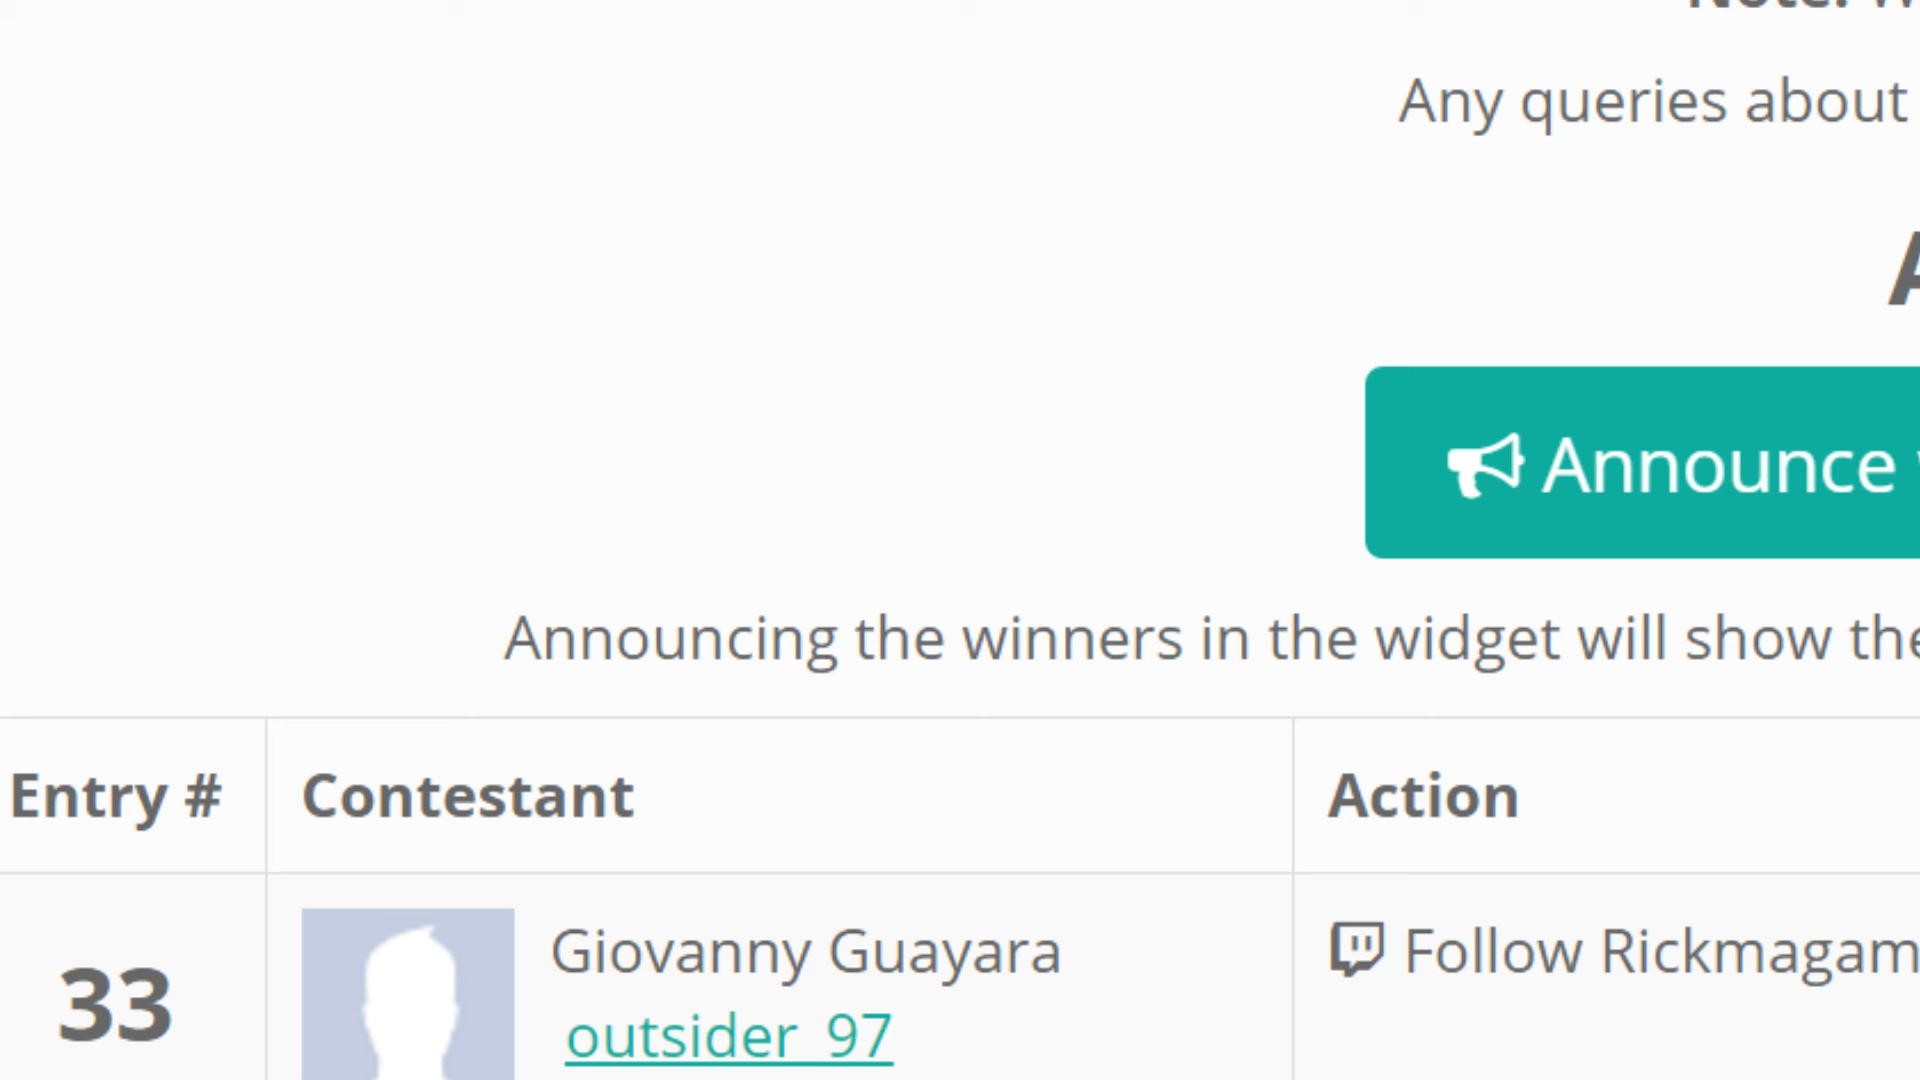 Note:
Any queries about
Announce
Announcing the winners in the widget will show the
Entry # Contestant Action
33 Giovanny Guayara Follow Rickmagam
outsider_97